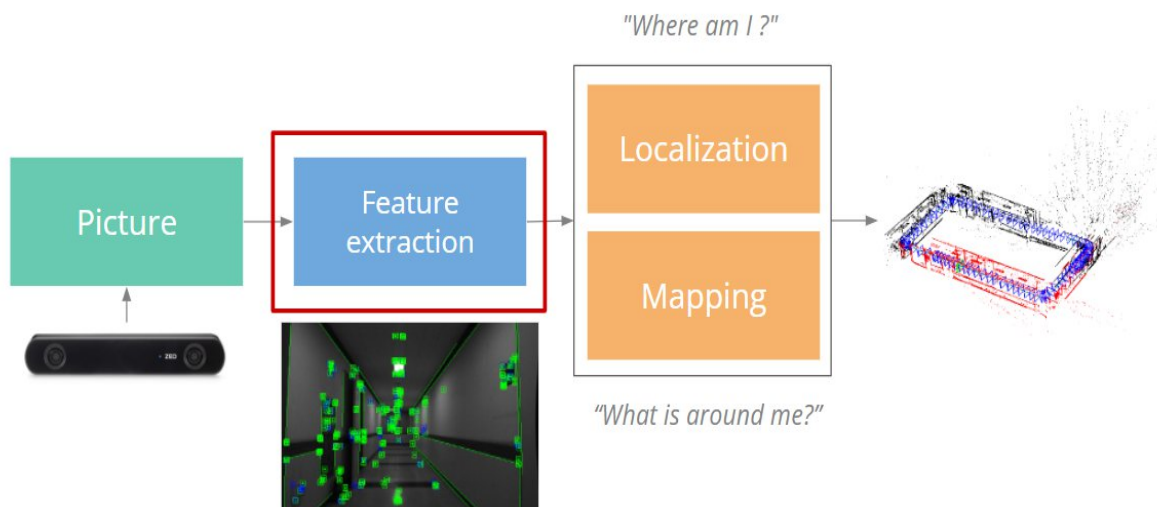 "Where am I ?"
Picture
Feature
extraction
Localization
Mapping
ZED
“What is around me?”